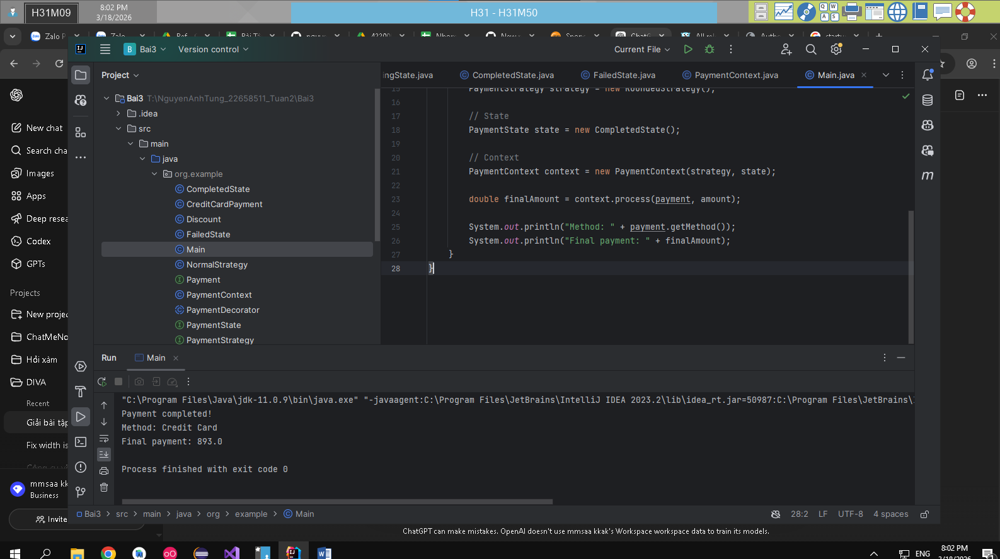 H31M09
8:02 PM
3/18/2026
H31 - H31M50
Bai3
Version control
Current File
Project
ingState.java
CompletedState.java
FailedState.java
PaymentContext.java
Main.java
Bai3 T:\NguyenAnhTung_22658511_Tuan2\Bai3
.idea
src
main
java
org.example
CompletedState
CreditCardPayment
Discount
FailedState
Main
NormalStrategy
Payment
PaymentContext
PaymentDecorator
PaymentState
PaymentStrategy
15 PaymentStrategy strategy = new RoundedStrategy();
16
17 // State
18 PaymentState state = new CompletedState();
19
20 // Context
21 PaymentContext context = new PaymentContext(strategy, state);
22
23 double finalAmount = context.process(payment, amount);
24
25 System.out.println("Method: " + payment.getMethod());
26 System.out.println("Final payment: " + finalAmount);
27 }
28 }
New chat
Search cha
Images
Apps
Deep resea
Codex
GPTs
Projects
New projec
ChatMeNo
Hỏi xàm
DIVA
Recent
Giải bài tập
Fix width is
mmsaa kk
Business
Invite
Run
Main
"C:\Program Files\Java\jdk-11.0.9\bin\java.exe" "-javaagent:C:\Program Files\JetBrains\IntelliJ IDEA 2023.2\lib\idea_rt.jar=50987:C:\Program Files\JetBrains\
Payment completed!
Method: Credit Card
Final payment: 893.0
Process finished with exit code 0
Bai3 > src > main > java > org > example > Main
28:2 LF UTF-8 4 spaces
ChatGPT can make mistakes. OpenAI doesn't use mmsaa kkak's Workspace workspace data to train its models.
ENG
8:02 PM
3/18/2026